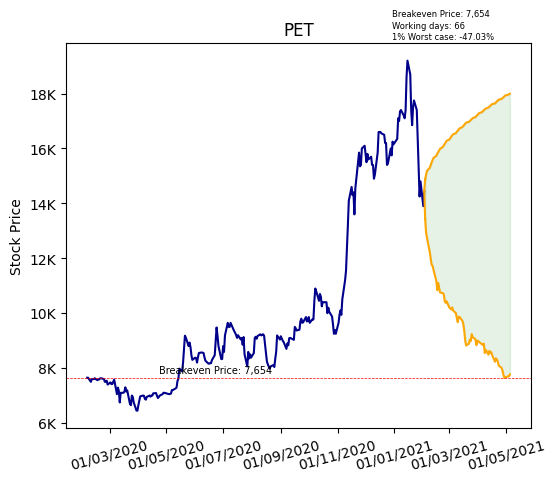 Breakeven Price: 7,654
Working days: 66
1% Worst case: -47.03%
PET
Stock Price
18K
16K
14K
12K
10K
8K
6K
Breakeven Price: 7,654
01/03/2020
01/05/2020
01/07/2020
01/09/2020
01/11/2020
01/01/2021
01/03/2021
01/05/2021